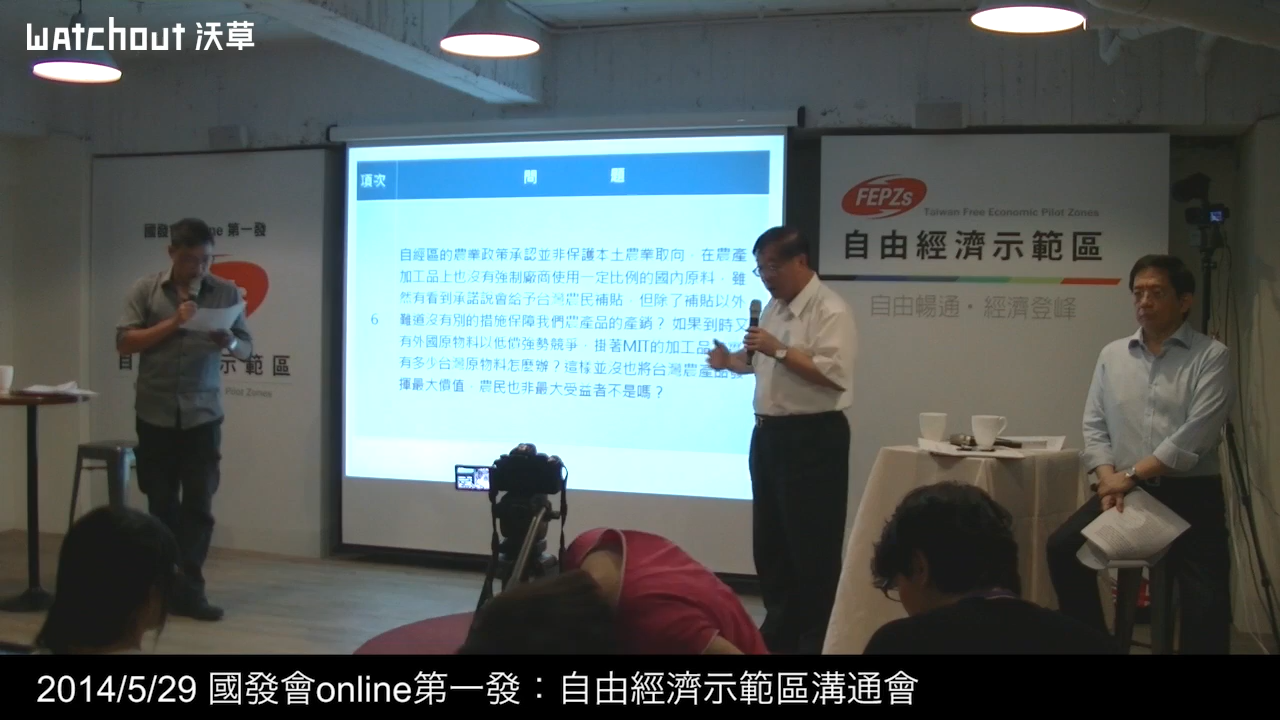 watchout 沃草
項次 問 題
自經區的農業政策承認並非保護本土農業取向，在農產
加工品上也沒有強制廠商使用一定比例的國內原料，雖
然有看到承諾說會給予台灣農民補貼，但除了補貼以外
6 難道沒有別的措施保障我們農產品的產銷？如果到時又
有外國原物料以低價強勢競爭，掛著MIT的加工品
有多少台灣原物料怎麼辦？這樣並沒也將台灣農產品發
揮最大價值，農民也非最大受益者不是嗎？
FEPZs
Taiwan Free Economic Pilot Zones
自由經濟示範區
自由暢通・經濟登峰
國發會 ne 第一發
自 示範區
Pilot Zones
2014/5/29 國發會online第一發：自由經濟示範區溝通會